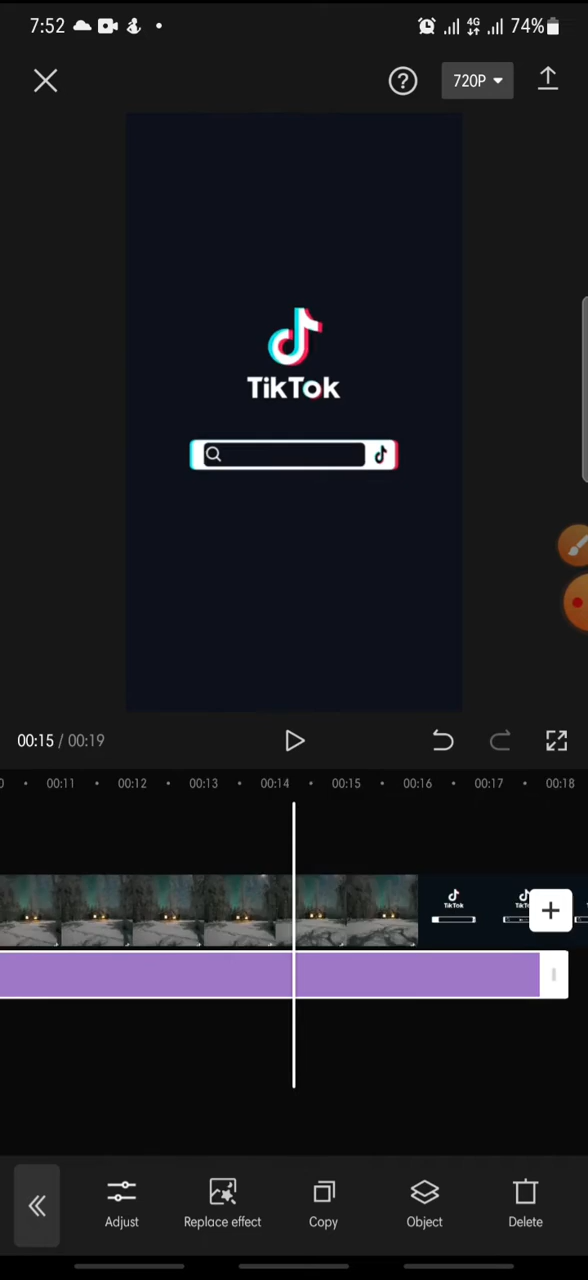 7:52
4G 74%
720P
TikTok
00:15 / 00:19
00:11 00:12 00:13 00:14 00:15 00:16 00:17 00:18
TikTok
Adjust Replace effect Copy Object Delete